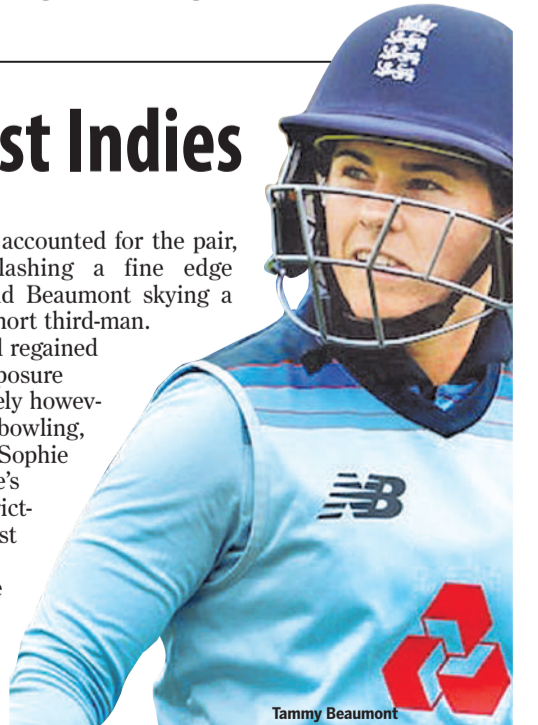 st Indies
accounted for the pair,
lashing a fine edge
d Beaumont skying a
hort third-man.
l regained
posure
ely howev-
bowling,
Sophie
e's
ict-
st
e
NB
Tammy Beaumont